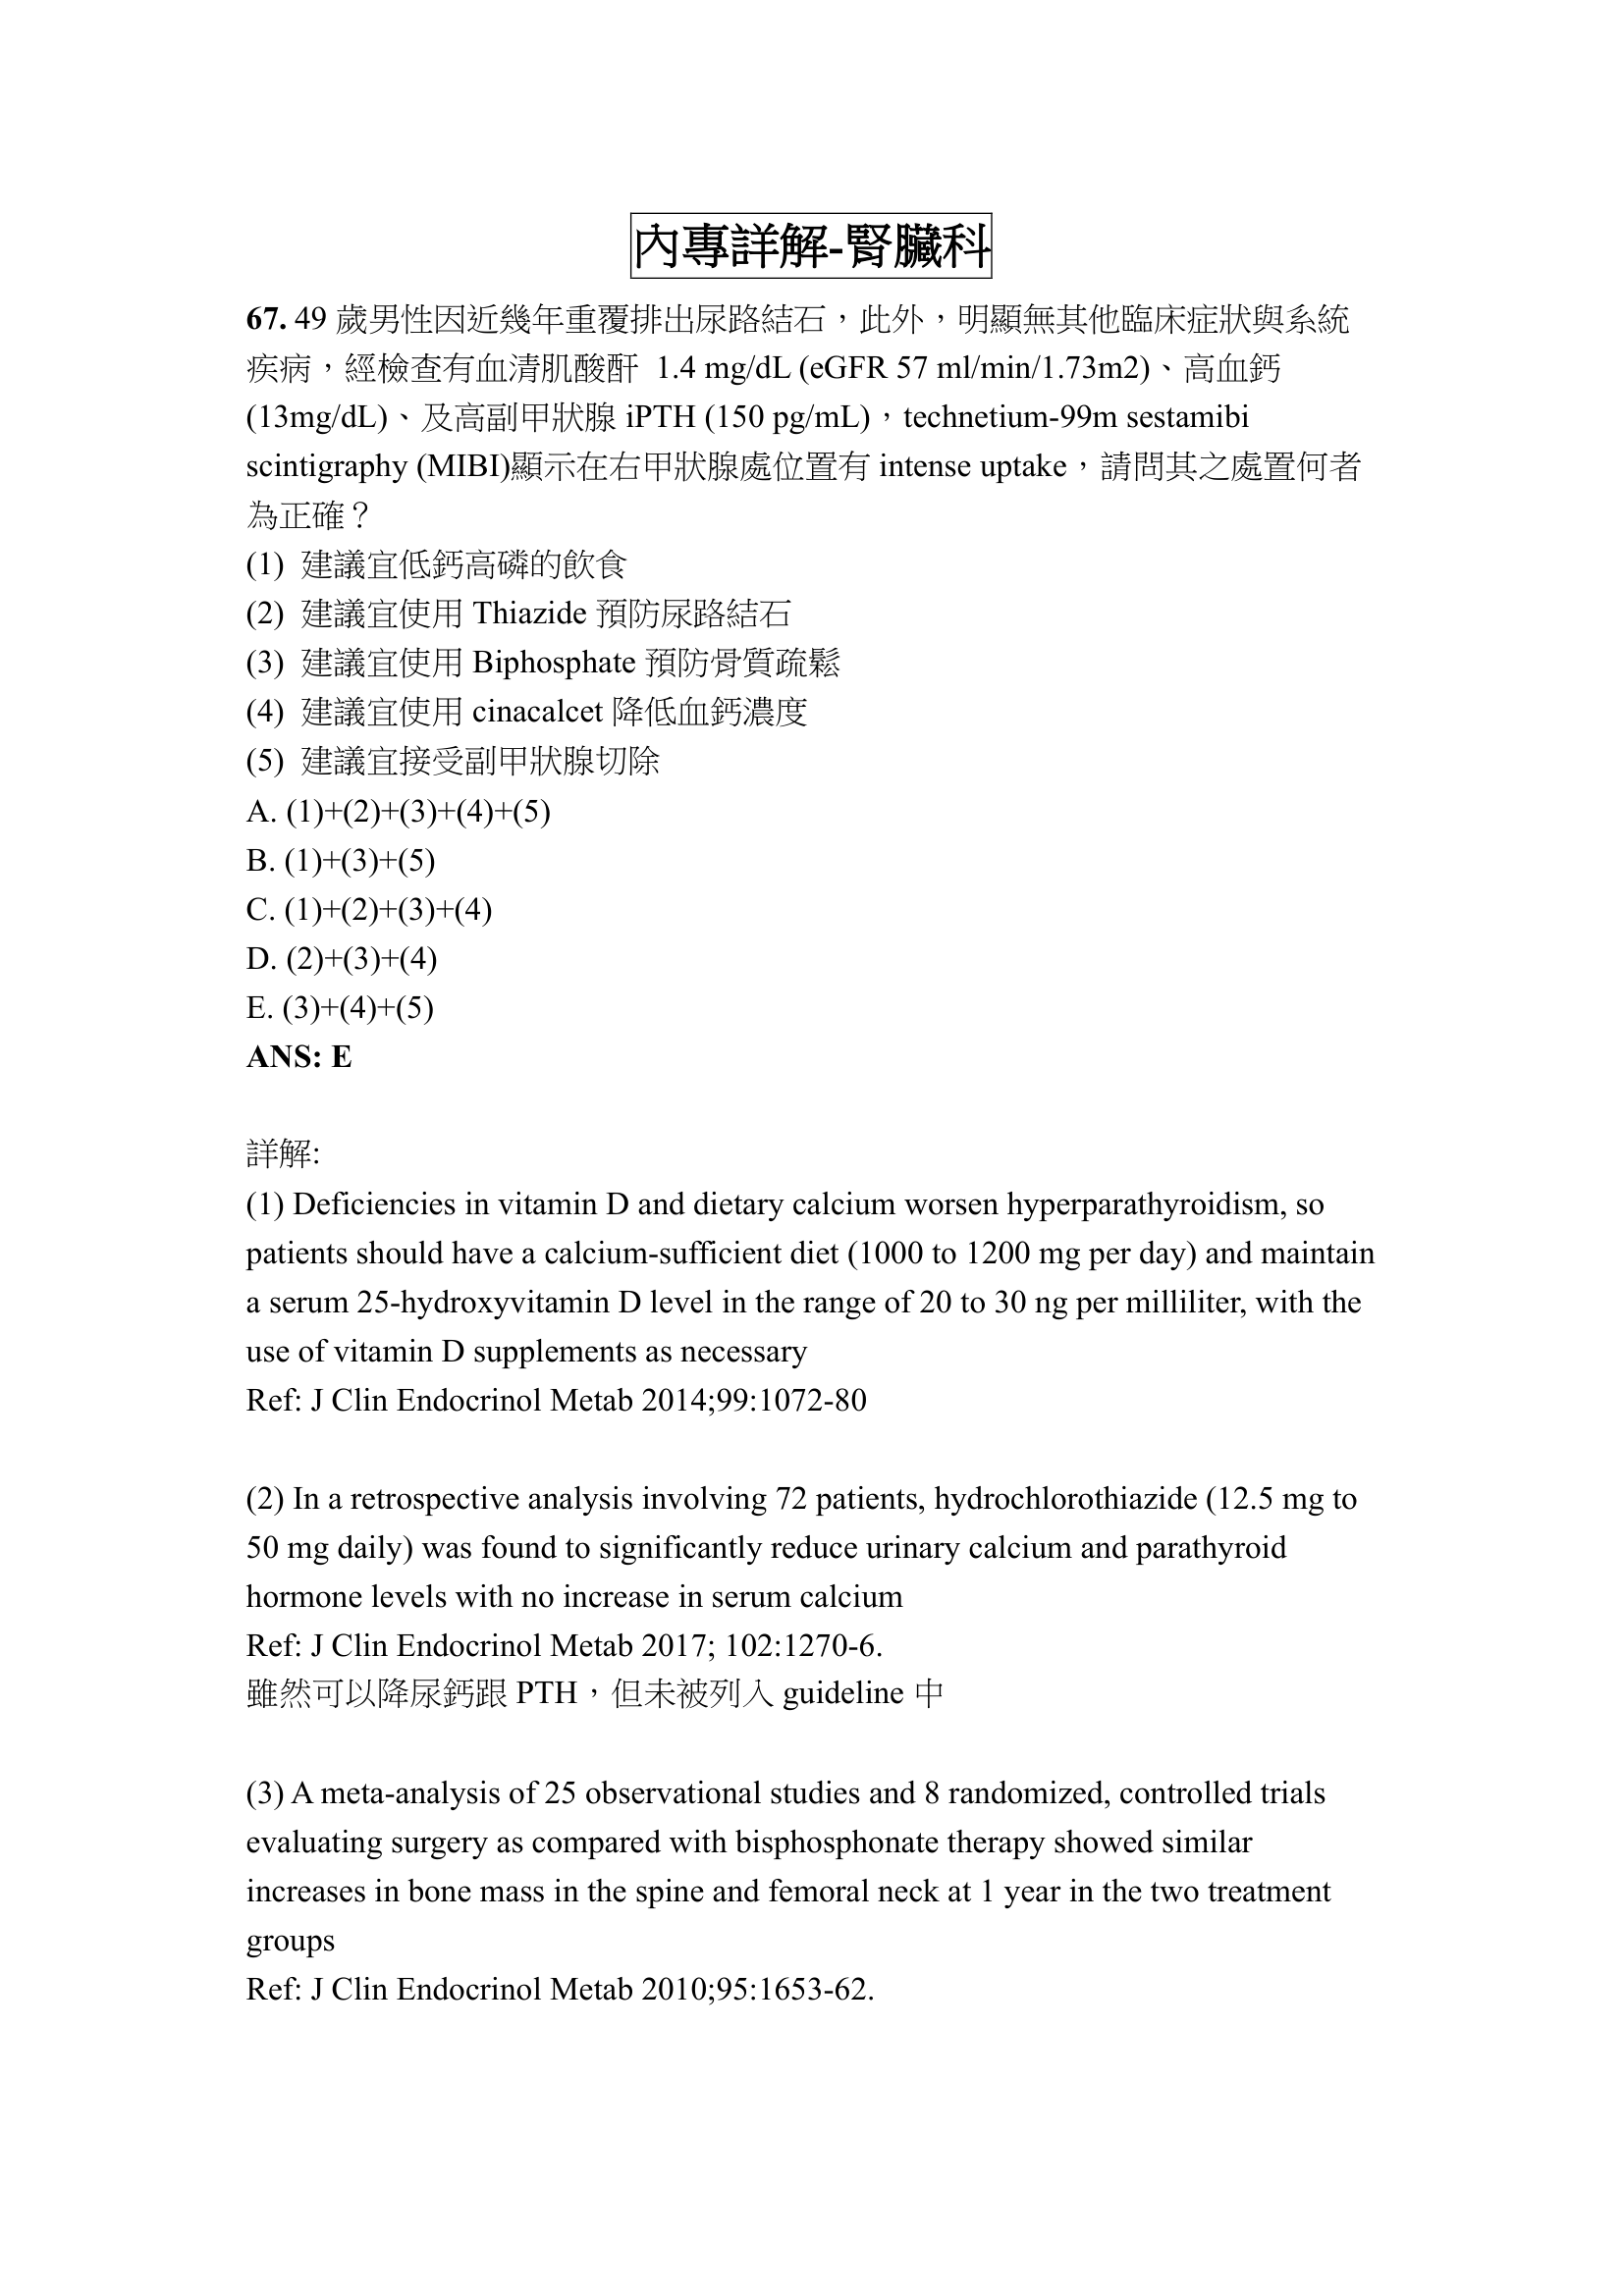 內專詳解-腎臟科
67. 49 歲男性因近幾年重覆排出尿路結石，此外，明顯無其他臨床症狀與系統
疾病，經檢查有血清肌酸酐 1.4 mg/dL (eGFR 57 ml/min/1.73m2)、高血鈣
(13mg/dL)、及高副甲狀腺 iPTH (150 pg/mL)，technetium-99m sestamibi
scintigraphy (MIBI)顯示在右甲狀腺處位置有 intense uptake，請問其之處置何者
為正確？
(1) 建議宜低鈣高磷的飲食
(2) 建議宜使用 Thiazide 預防尿路結石
(3) 建議宜使用 Biphosphate 預防骨質疏鬆
(4) 建議宜使用 cinacalcet 降低血鈣濃度
(5) 建議宜接受副甲狀腺切除
A. (1)+(2)+(3)+(4)+(5)
B. (1)+(3)+(5)
C. (1)+(2)+(3)+(4)
D. (2)+(3)+(4)
E. (3)+(4)+(5)
ANS: E
詳解:
(1) Deficiencies in vitamin D and dietary calcium worsen hyperparathyroidism, so
patients should have a calcium-sufficient diet (1000 to 1200 mg per day) and maintain
a serum 25-hydroxyvitamin D level in the range of 20 to 30 ng per milliliter, with the
use of vitamin D supplements as necessary
Ref: J Clin Endocrinol Metab 2014;99:1072-80
(2) In a retrospective analysis involving 72 patients, hydrochlorothiazide (12.5 mg to
50 mg daily) was found to significantly reduce urinary calcium and parathyroid
hormone levels with no increase in serum calcium
Ref: J Clin Endocrinol Metab 2017; 102:1270-6.
雖然可以降尿鈣跟 PTH，但未被列入 guideline 中
(3) A meta-analysis of 25 observational studies and 8 randomized, controlled trials
evaluating surgery as compared with bisphosphonate therapy showed similar
increases in bone mass in the spine and femoral neck at 1 year in the two treatment
groups
Ref: J Clin Endocrinol Metab 2010;95:1653-62.